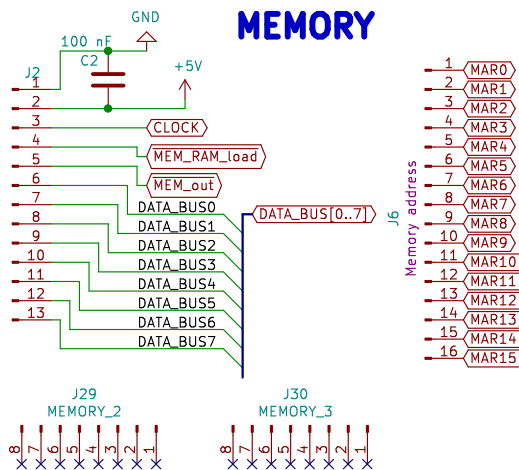 MEMORY
GND
100 nF
C2
+5V
J2
1
2
3
4
5
6
7
8
9
10
11
12
13
CLOCK
MEM_RAM_load
MEM_out
DATA_BUS0
DATA_BUS1
DATA_BUS2
DATA_BUS3
DATA_BUS4
DATA_BUS5
DATA_BUS6
DATA_BUS7
DATA_BUS[0..7]
J6
Memory address
1 MAR0
2 MAR1
3 MAR2
4 MAR3
5 MAR4
6 MAR5
7 MAR6
8 MAR7
9 MAR8
10 MAR9
11 MAR10
12 MAR11
13 MAR12
14 MAR13
15 MAR14
16 MAR15
J29
MEMORY_2
8 7 6 5 4 3 2 1
J30
MEMORY_3
8 7 6 5 4 3 2 1